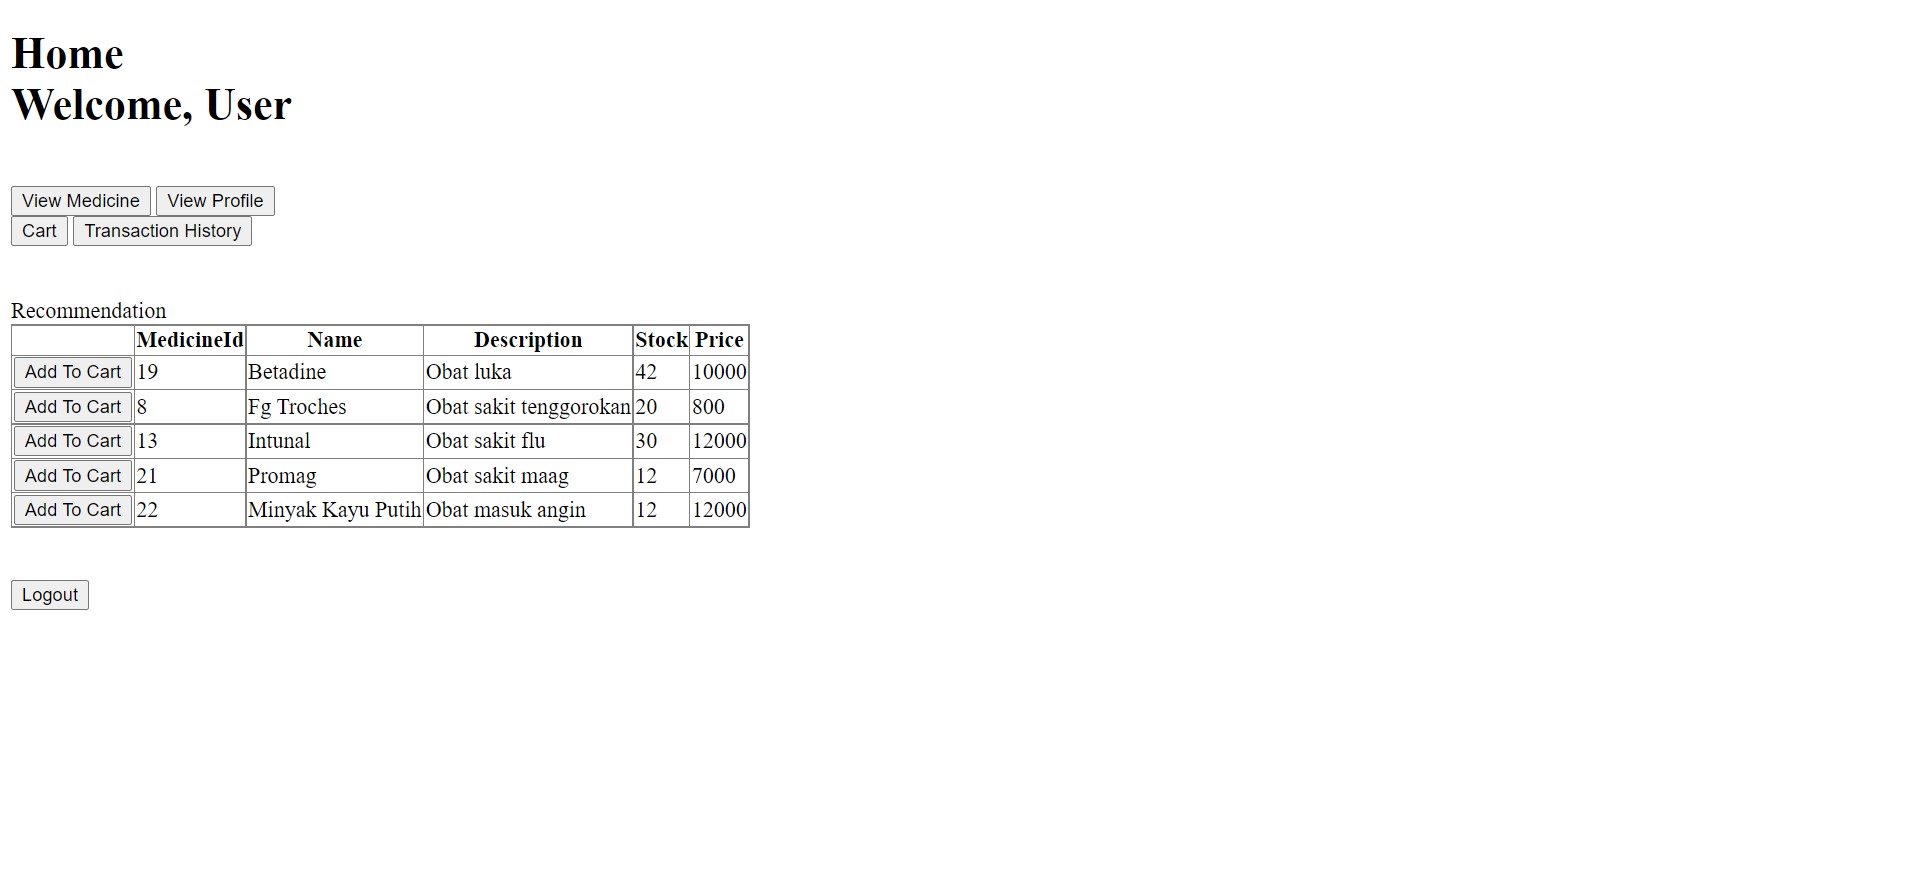 Home
Welcome, User
View Medicine View Profile
Cart Transaction History
Recommendation
MedicineId Name Description Stock Price
Add To Cart 19 Betadine Obat luka 42 10000
Add To Cart 8 Fg Troches Obat sakit tenggorokan 20 800
Add To Cart 13 Intunal Obat sakit flu 30 12000
Add To Cart 21 Promag Obat sakit maag 12 7000
Add To Cart 22 Minyak Kayu Putih Obat masuk angin 12 12000
Logout